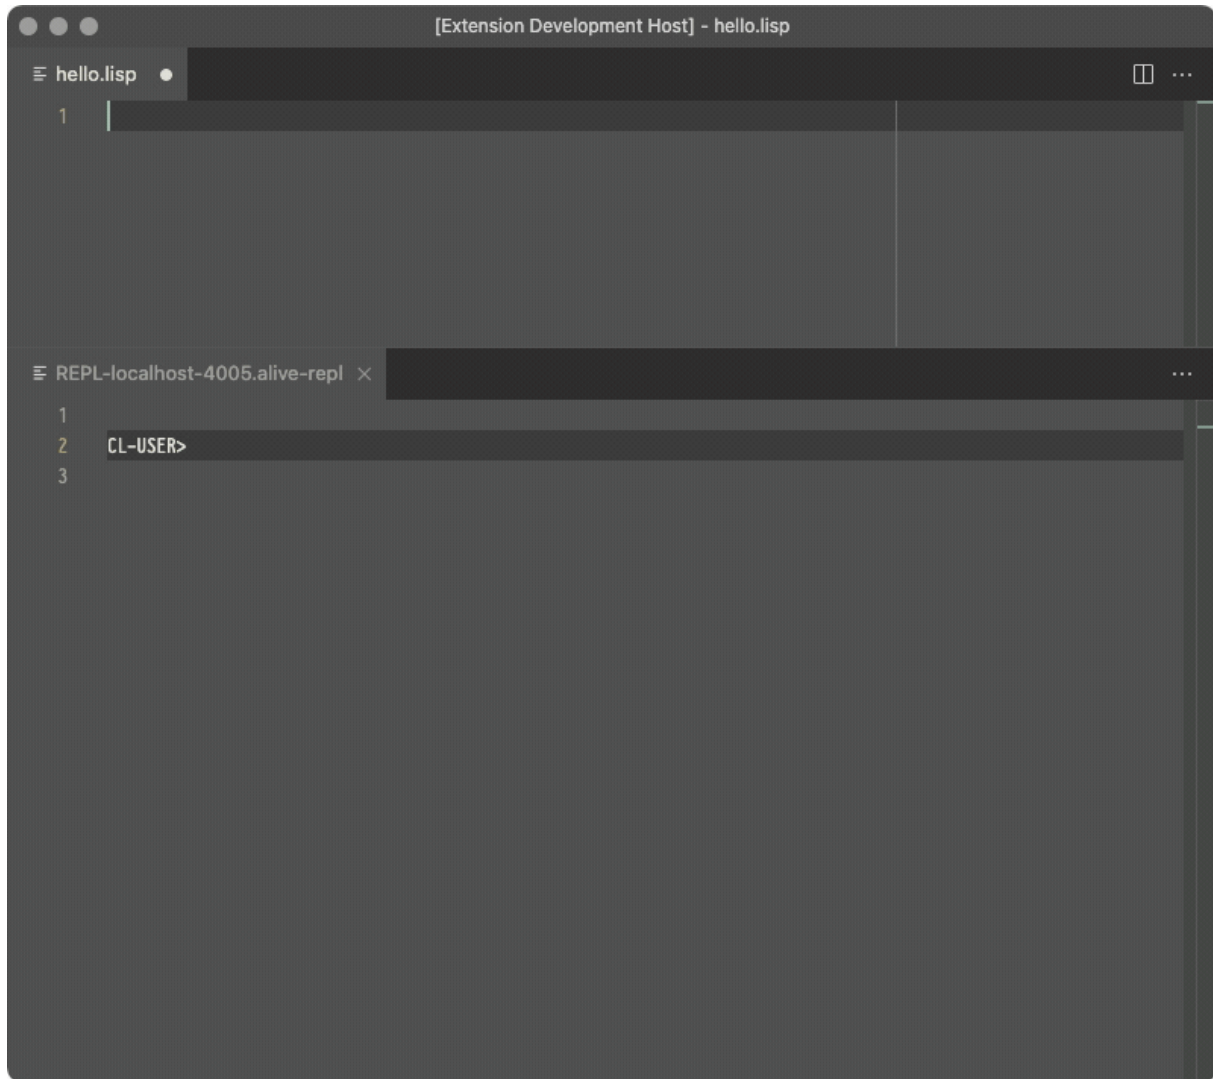 [Extension Development Host] - hello.lisp
hello.lisp
1
REPL-localhost-4005.alive-repl
1
2 CL-USER>
3